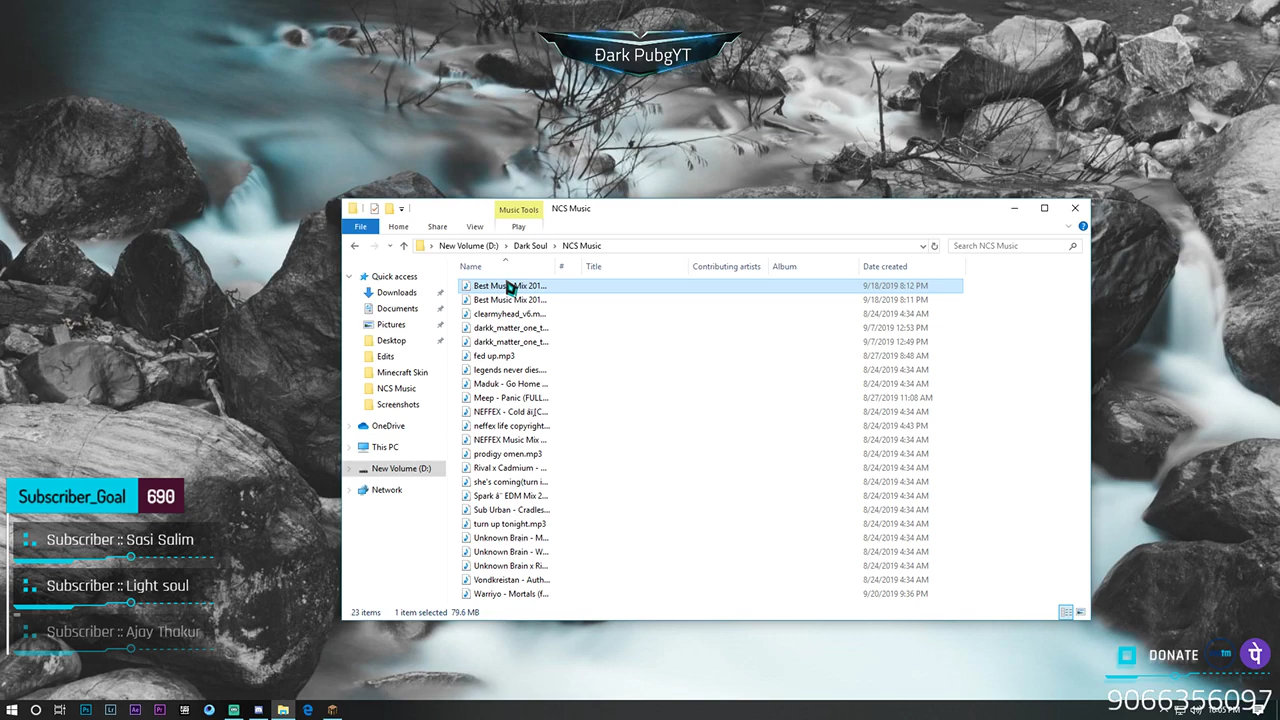 Ðark PubgYT
Music Tools
NCS Music
File
Home
Share
View
Play
New Volume (D:) > Dark Soul > NCS Music
Search NCS Music
Name
#
Title
Contributing artists
Album
Date created
Quick access
Downloads
Documents
Pictures
Desktop
Edits
Minecraft Skin
NCS Music
Screenshots
OneDrive
This PC
New Volume (D:)
Network
Best Music Mix 201... 9/18/2019 8:12 PM
Best Music Mix 201... 9/18/2019 8:11 PM
clearmyhead_v6.m... 8/24/2019 4:34 AM
darkk_matter_one_t... 9/7/2019 12:53 PM
darkk_matter_one_t... 9/7/2019 12:49 PM
fed up.mp3 8/27/2019 8:48 AM
legends never dies.... 8/24/2019 4:34 AM
Maduk - Go Home ... 8/24/2019 4:34 AM
Meep - Panic (FULL... 8/27/2019 11:08 AM
NEFFEX - Cold 8/24/2019 4:34 AM
neffex life copyright... 8/24/2019 4:43 PM
NEFFEX Music Mix ... 8/24/2019 4:34 AM
prodigy omen.mp3 8/24/2019 4:34 AM
Rival x Cadmium - ... 8/24/2019 4:34 AM
she's coming(turn i... 8/24/2019 4:34 AM
Spark â¨ EDM Mix 2... 8/24/2019 4:34 AM
Sub Urban - Cradles... 8/24/2019 4:34 AM
turn up tonight.mp3 8/24/2019 4:34 AM
Unknown Brain - M... 8/24/2019 4:34 AM
Unknown Brain - W... 8/24/2019 4:34 AM
Unknown Brain x Ri... 8/24/2019 4:34 AM
Vondkreistan - Auth... 8/24/2019 4:34 AM
Warriyo - Mortals (f... 9/20/2019 9:36 PM
23 items
1 item selected 79.6 MB
Subscriber_Goal 690
Subscriber :: Sasi Salim
Subscriber :: Light soul
Subscriber :: Ajay Thakur
DONATE
tm
पे
9066356097
Ps
Lr
Ae
Pr